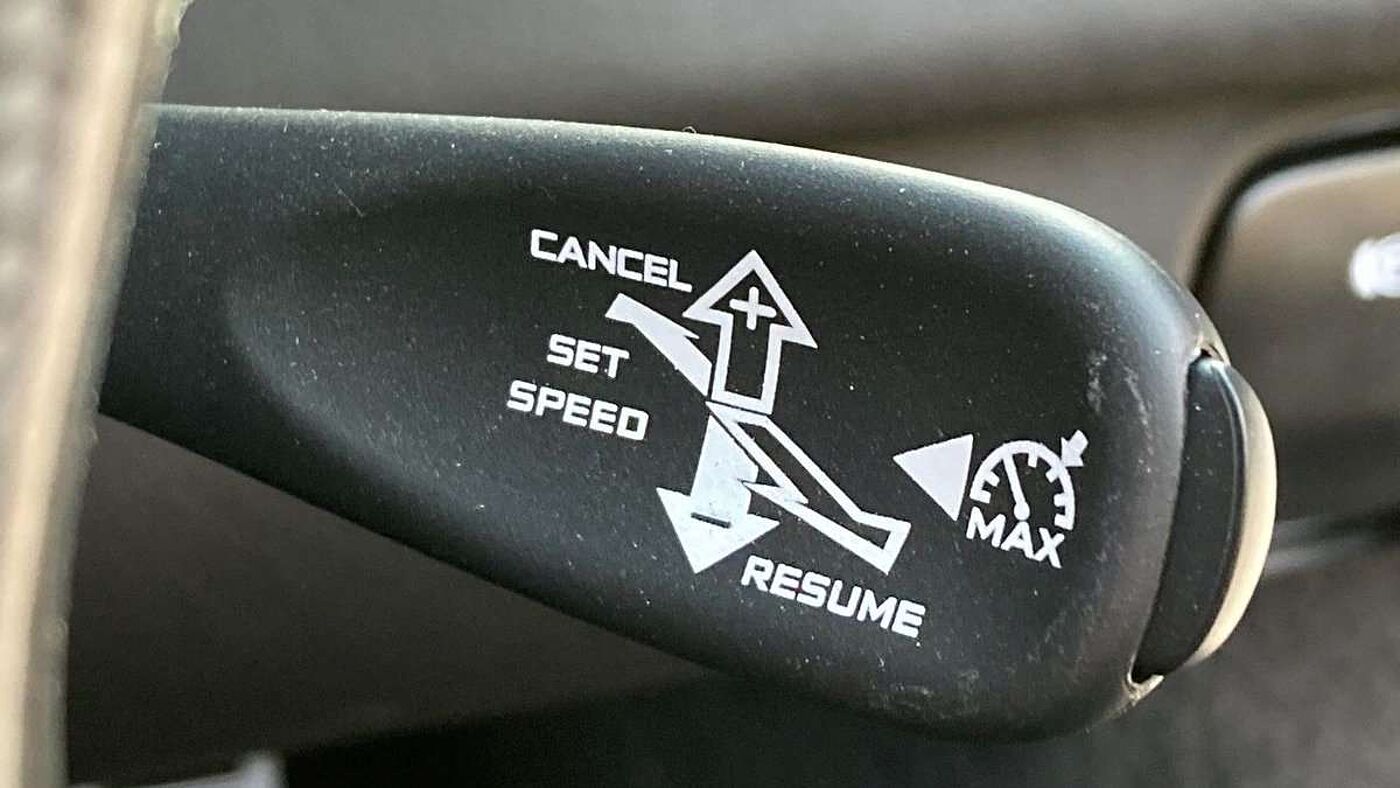 CANCEL
+
SET
SPEED
-
RESUME
MAX